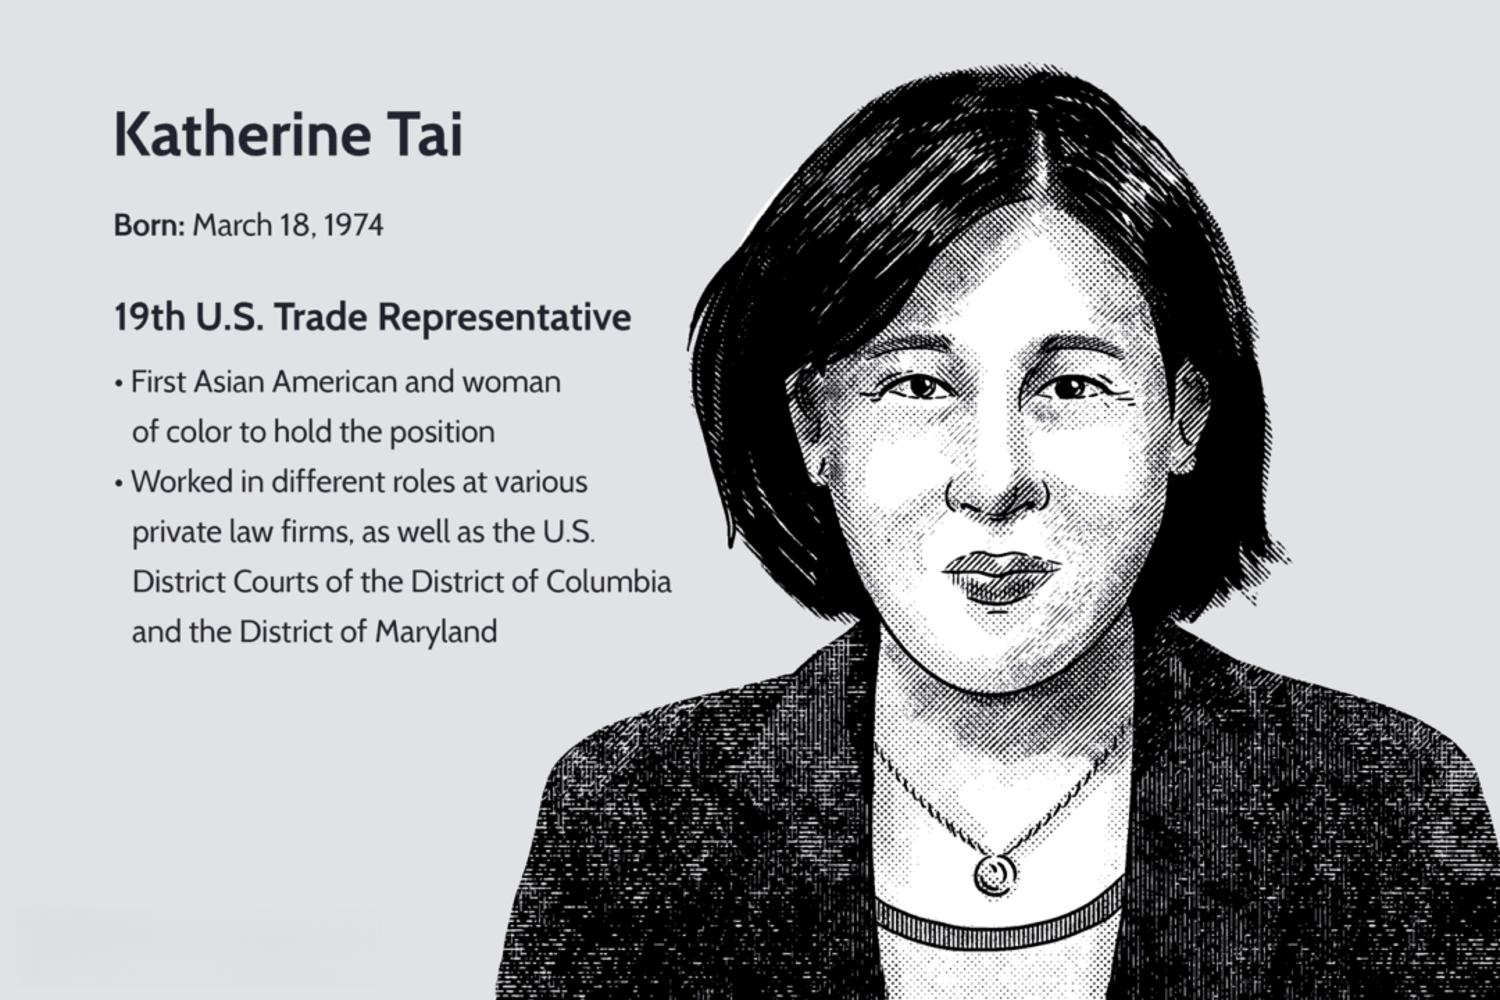 Katherine Tai
Born: March 18, 1974
19th U.S. Trade Representative
• First Asian American and woman
of color to hold the position
• Worked in different roles at various
private law firms, as well as the U.S.
District Courts of the District of Columbia
and the District of Maryland